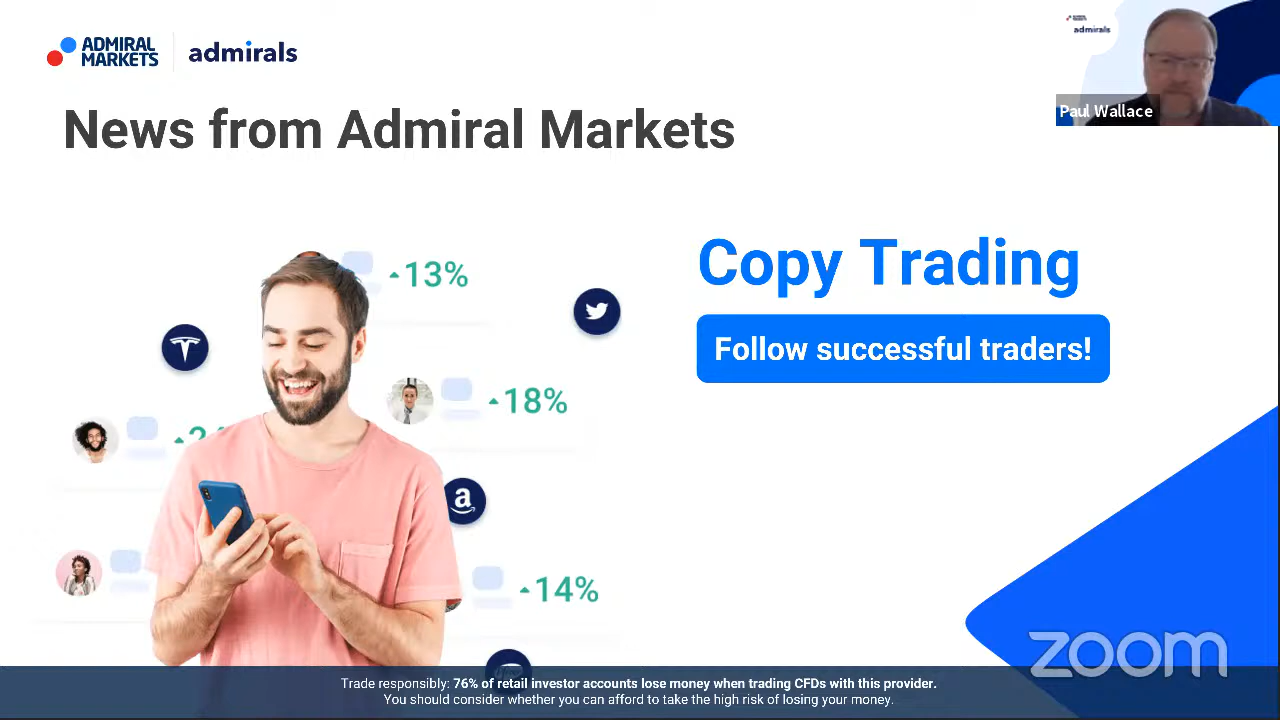 ADMIRAL
MARKETS
admirals
admirals
Paul Wallace
News from Admiral Markets
13%
Copy Trading
Follow successful traders!
18%
a
14%
zoom
Trade responsibly: 76% of retail investor accounts lose money when trading CFDs with this provider.
You should consider whether you can afford to take the high risk of losing your money.